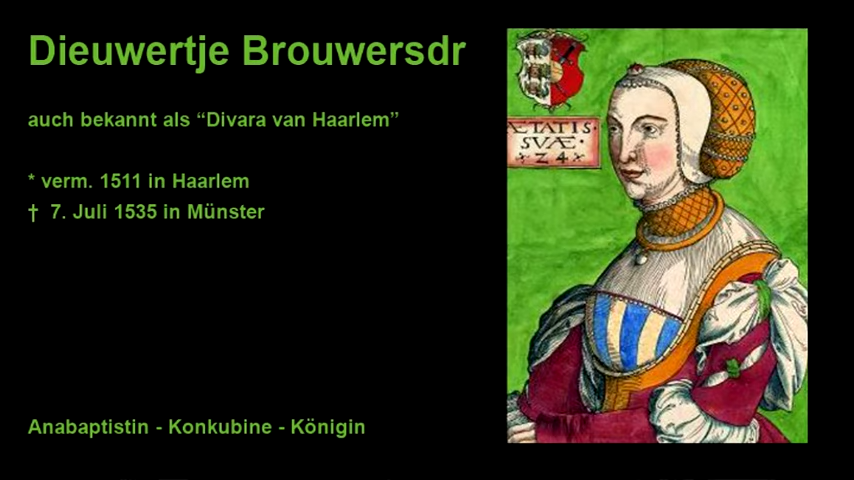 Dieuwertje Brouwersdr
auch bekannt als “Divara van Haarlem”
* verm. 1511 in Haarlem
† 7. Juli 1535 in Münster
Anabaptistin - Konkubine - Königin
ÆTATIS·
SVÆ·
·24·